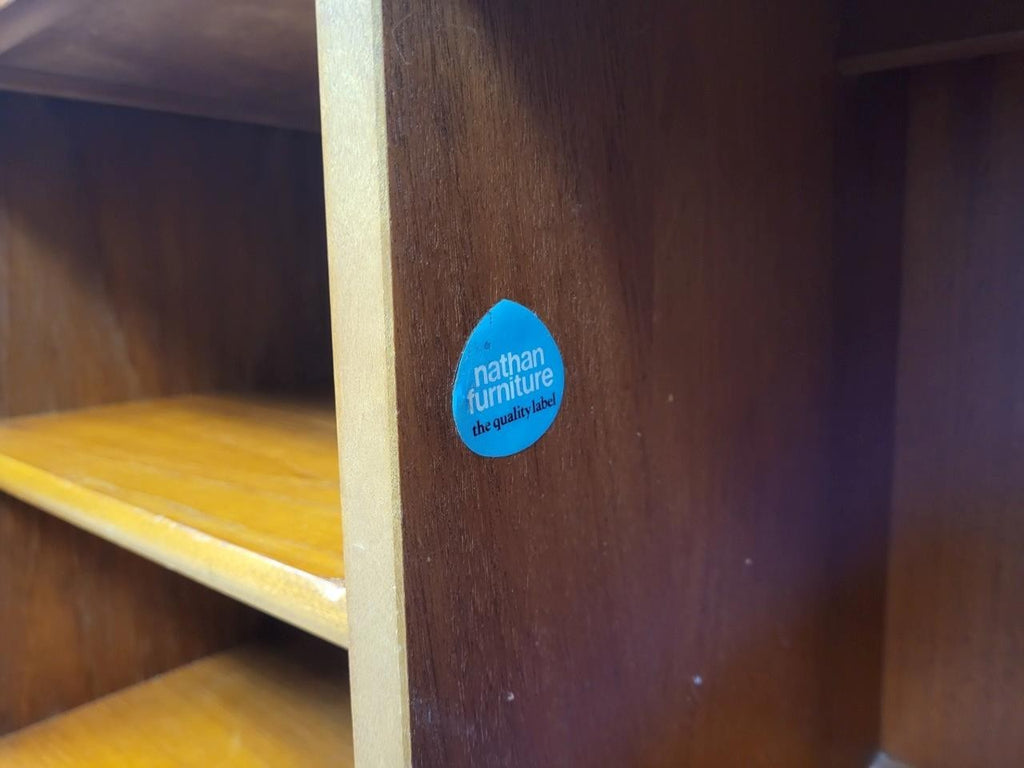 nathan
furniture
the quality label